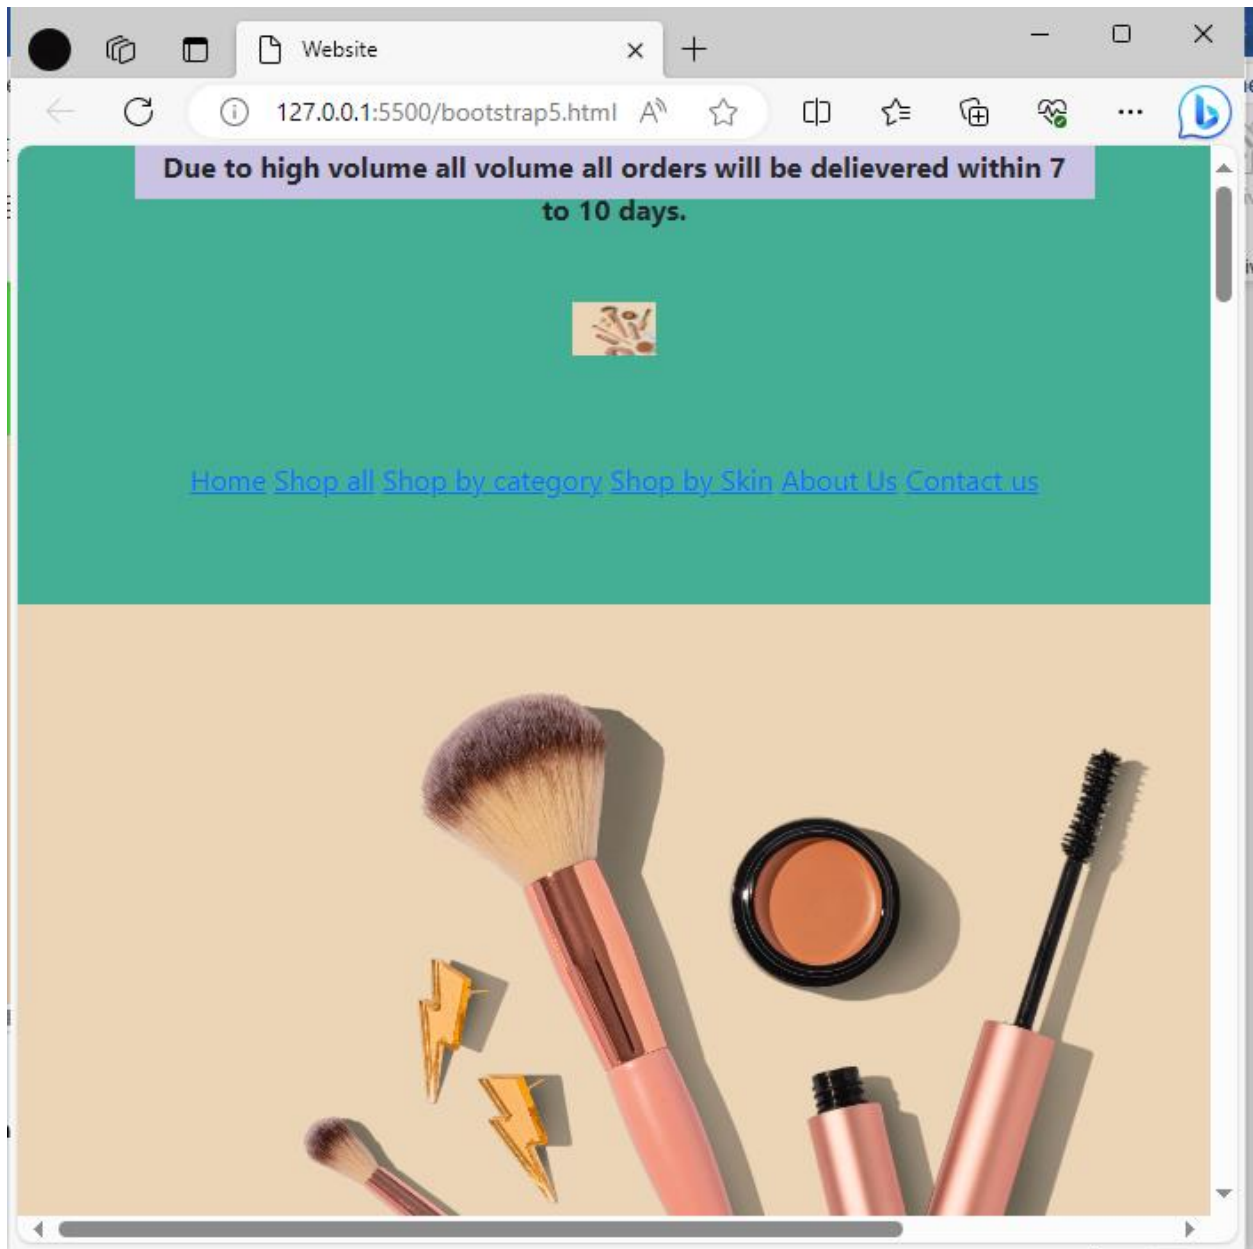 Website
127.0.0.1:5500/bootstrap5.html
Due to high volume all volume all orders will be delievered within 7
to 10 days.
Home Shop all Shop by category Shop by Skin About Us Contact us